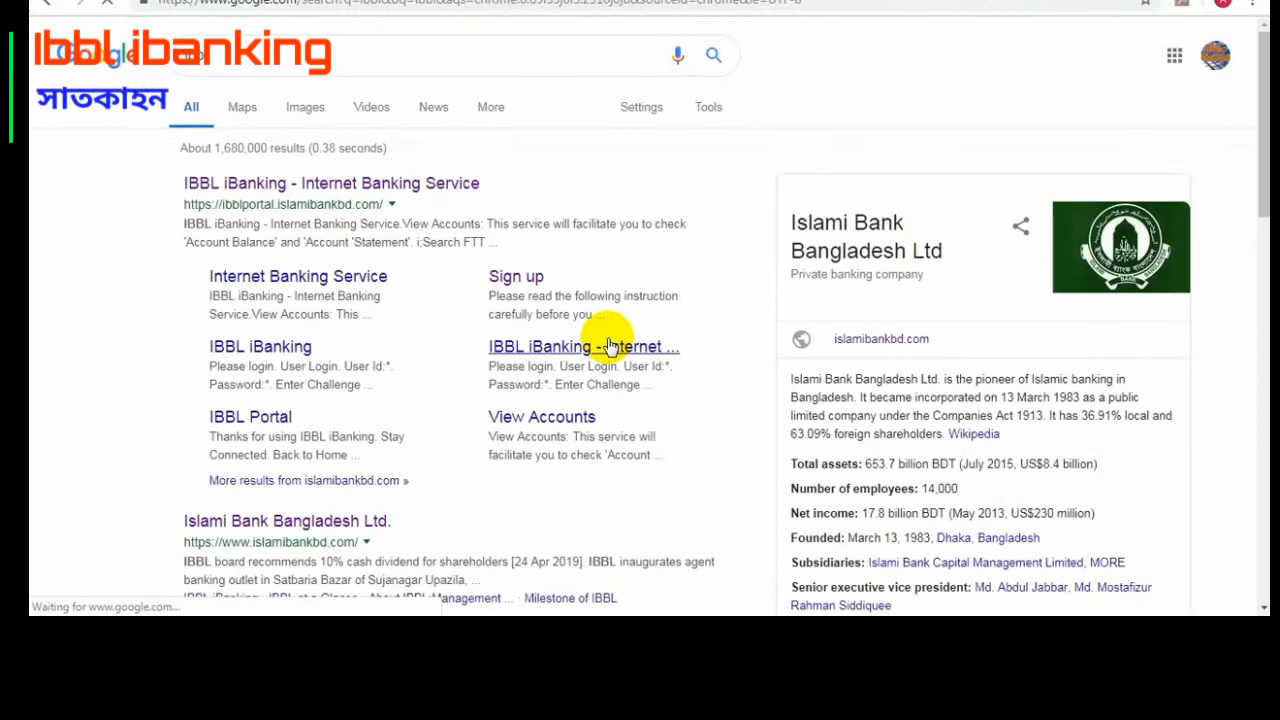 Ibbl ibanking
সাতকাহন
All Maps Images Videos News More Settings Tools
About 1,680,000 results (0.38 seconds)
IBBL iBanking - Internet Banking Service
https://ibblportal.islamibankbd.com/
IBBL iBanking - Internet Banking Service.View Accounts: This service will facilitate you to check
'Account Balance' and 'Account 'Statement'. i;Search FTT ...
Internet Banking Service
IBBL iBanking - Internet Banking
Service.View Accounts: This ...
Sign up
Please read the following instruction
carefully before you ...
IBBL iBanking
Please login. User Login. User Id:*.
Password:*. Enter Challenge ...
IBBL iBanking - Internet ...
Please login. User Login. User Id:*.
Password:*. Enter Challenge ...
IBBL Portal
Thanks for using IBBL iBanking. Stay
Connected. Back to Home ...
View Accounts
View Accounts: This service will
facilitate you to check 'Account ...
More results from islamibankbd.com »
Islami Bank Bangladesh Ltd.
https://www.islamibankbd.com/
IBBL board recommends 10% cash dividend for shareholders [24 Apr 2019]. IBBL inaugurates agent
banking outlet in Satbaria Bazar of Sujanagar Upazila, ...
IBBL iBanking · IBBL at a Glance · About IBBL Management ... · Milestone of IBBL
Waiting for www.google.com...
Islami Bank
Bangladesh Ltd
Private banking company
islamibankbd.com
Islami Bank Bangladesh Ltd. is the pioneer of Islamic banking in
Bangladesh. It became incorporated on 13 March 1983 as a public
limited company under the Companies Act 1913. It has 36.91% local and
63.09% foreign shareholders. Wikipedia
Total assets: 653.7 billion BDT (July 2015, US$8.4 billion)
Number of employees: 14,000
Net income: 17.8 billion BDT (May 2013, US$230 million)
Founded: March 13, 1983, Dhaka, Bangladesh
Subsidiaries: Islami Bank Capital Management Limited, MORE
Senior executive vice president: Md. Abdul Jabbar, Md. Mostafizur
Rahman Siddiquee